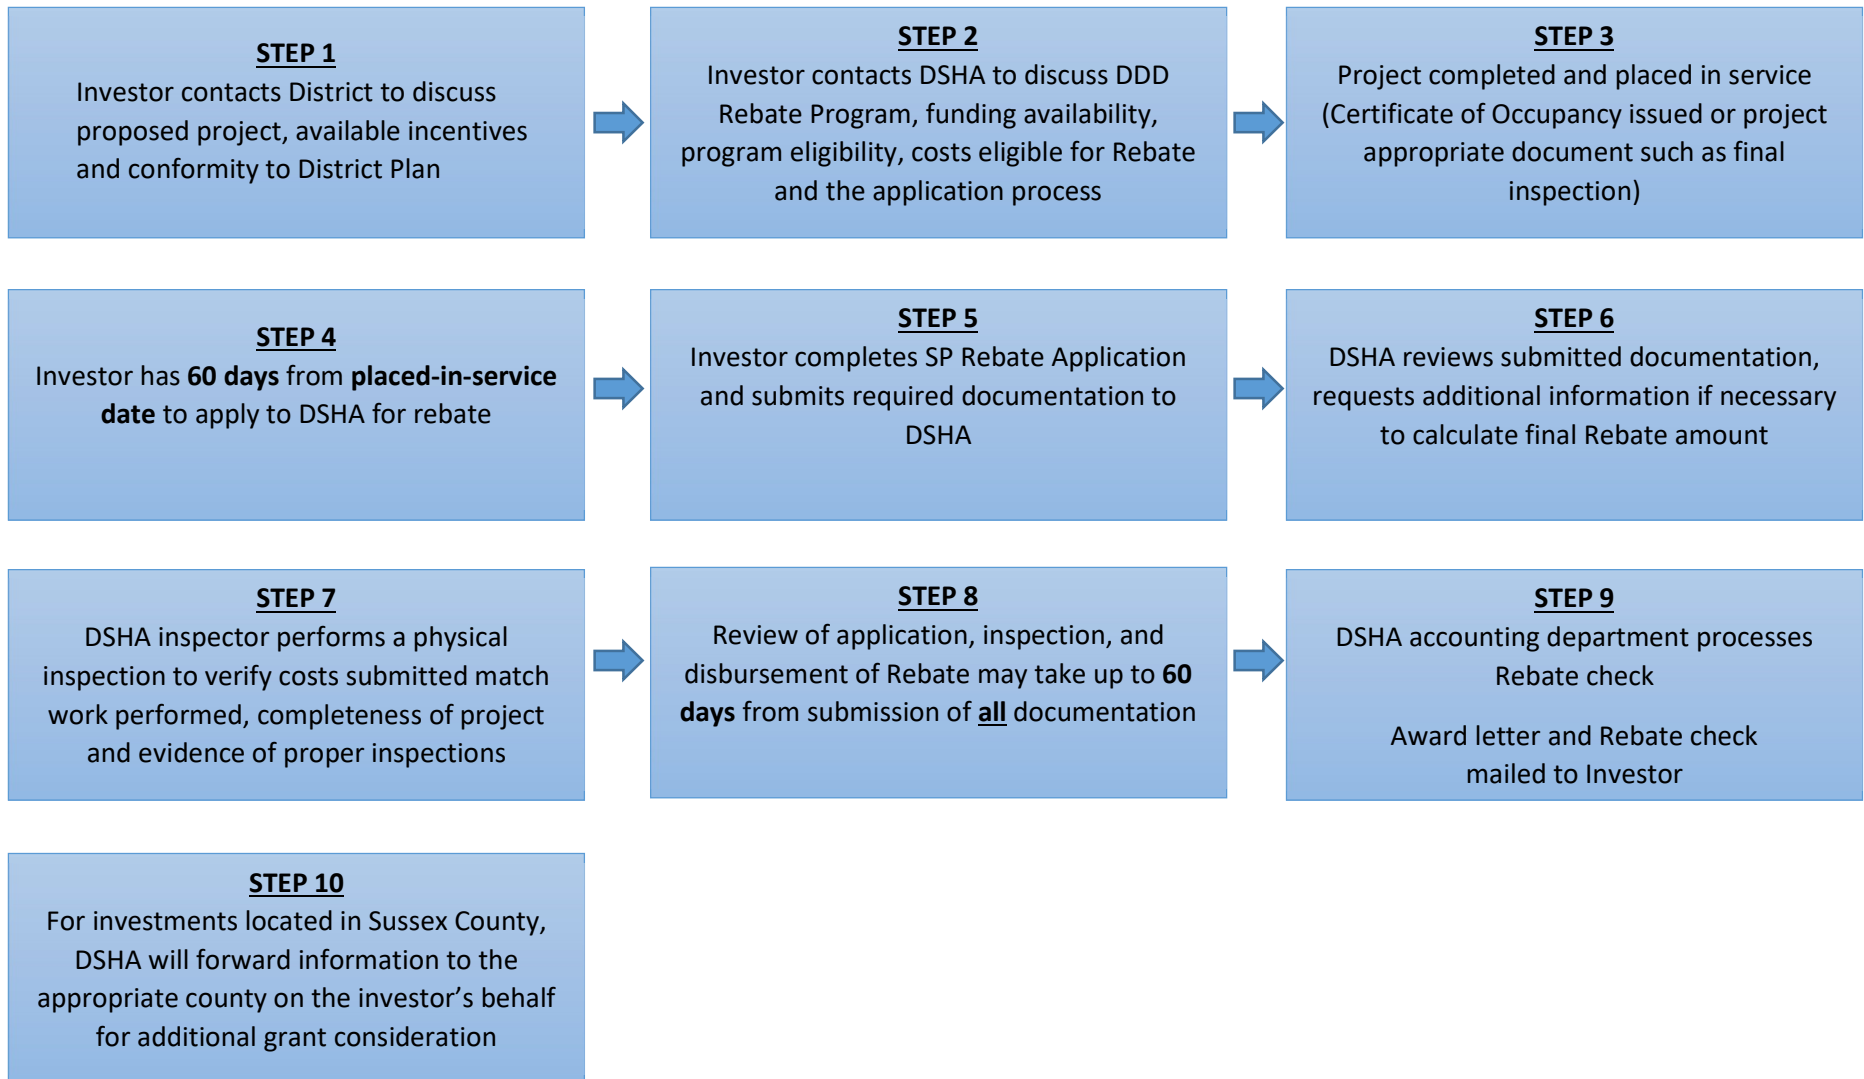 STEP 1
Investor contacts District to discuss
proposed project, available incentives
and conformity to District Plan
STEP 2
Investor contacts DSHA to discuss DDD
Rebate Program, funding availability,
program eligibility, costs eligible for Rebate
and the application process
STEP 3
Project completed and placed in service
(Certificate of Occupancy issued or project
appropriate document such as final
inspection)
STEP 4
Investor has 60 days from placed-in-service
date to apply to DSHA for rebate
STEP 5
Investor completes SP Rebate Application
and submits required documentation to
DSHA
STEP 6
DSHA reviews submitted documentation,
requests additional information if necessary
to calculate final Rebate amount
STEP 7
DSHA inspector performs a physical
inspection to verify costs submitted match
work performed, completeness of project
and evidence of proper inspections
STEP 8
Review of application, inspection, and
disbursement of Rebate may take up to 60
days from submission of all documentation
STEP 9
DSHA accounting department processes
Rebate check
Award letter and Rebate check
mailed to Investor
STEP 10
For investments located in Sussex County,
DSHA will forward information to the
appropriate county on the investor’s behalf
for additional grant consideration